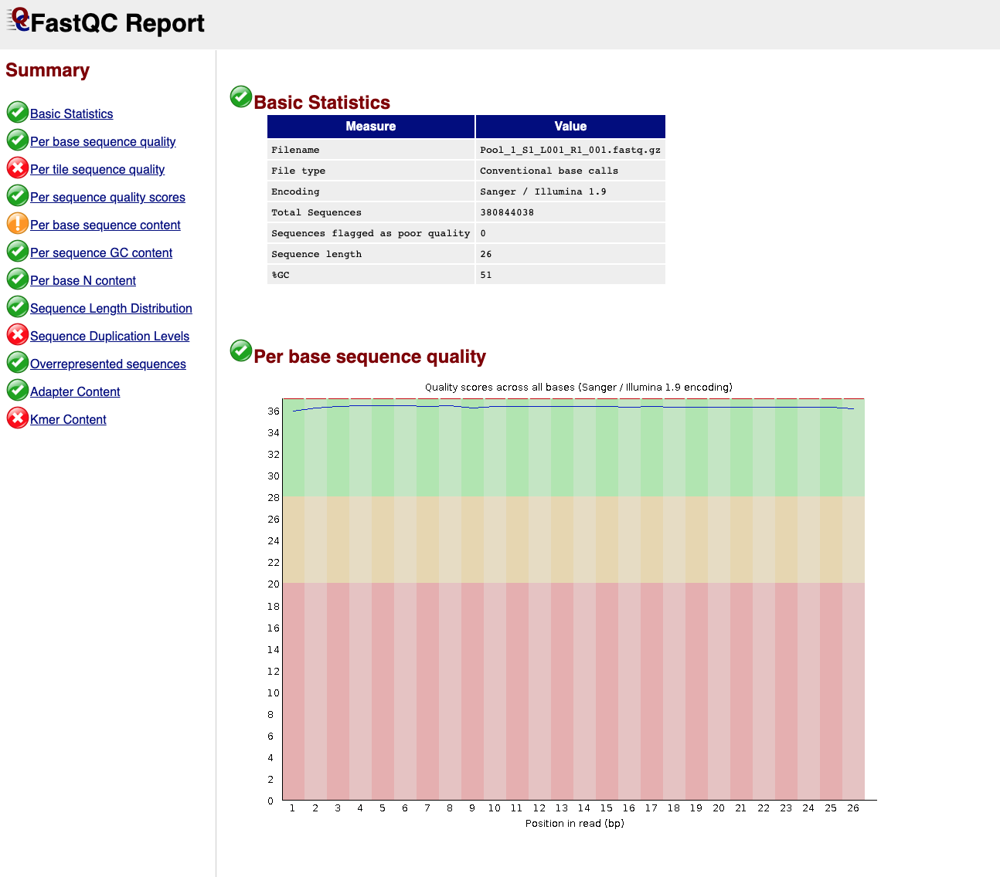 FastQC Report
Summary
Basic Statistics
Per base sequence quality
Per tile sequence quality
Per sequence quality scores
Per base sequence content
Per sequence GC content
Per base N content
Sequence Length Distribution
Sequence Duplication Levels
Overrepresented sequences
Adapter Content
Kmer Content
Basic Statistics
Measure Value
Filename Pool_1_S1_L001_R1_001.fastq.gz
File type Conventional base calls
Encoding Sanger / Illumina 1.9
Total Sequences 380844038
Sequences flagged as poor quality 0
Sequence length 26
%GC 51
Per base sequence quality
Quality scores across all bases (Sanger / Illumina 1.9 encoding)
36
34
32
30
28
26
24
22
20
18
16
14
12
10
8
6
4
2
0
1 2 3 4 5 6 7 8 9 10 11 12 13 14 15 16 17 18 19 20 21 22 23 24 25 26
Position in read (bp)